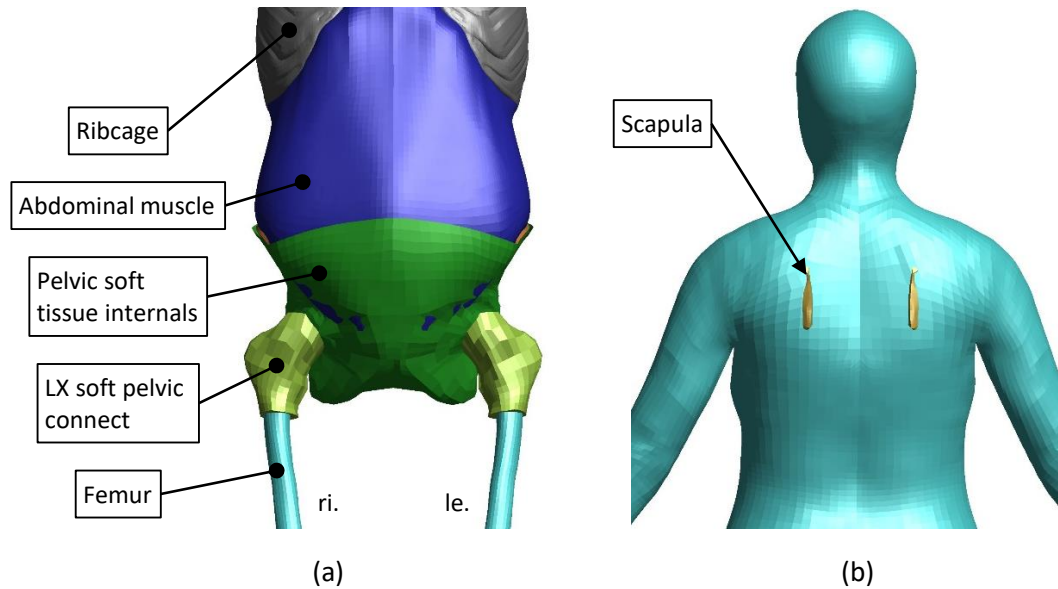 Ribcage
Abdominal muscle
Pelvic soft
tissue internals
LX soft pelvic
connect
Femur
ri.
le.
(a)
Scapula
(b)